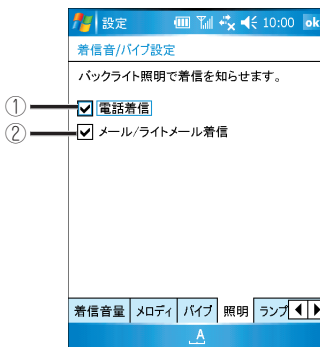 設定 10:00 ok
着信音/バイブ設定
バックライト照明で着信を知らせます。
① 電話着信
② メール/ライトメール着信
着信音量 メロディ バイブ 照明 ランプ
A